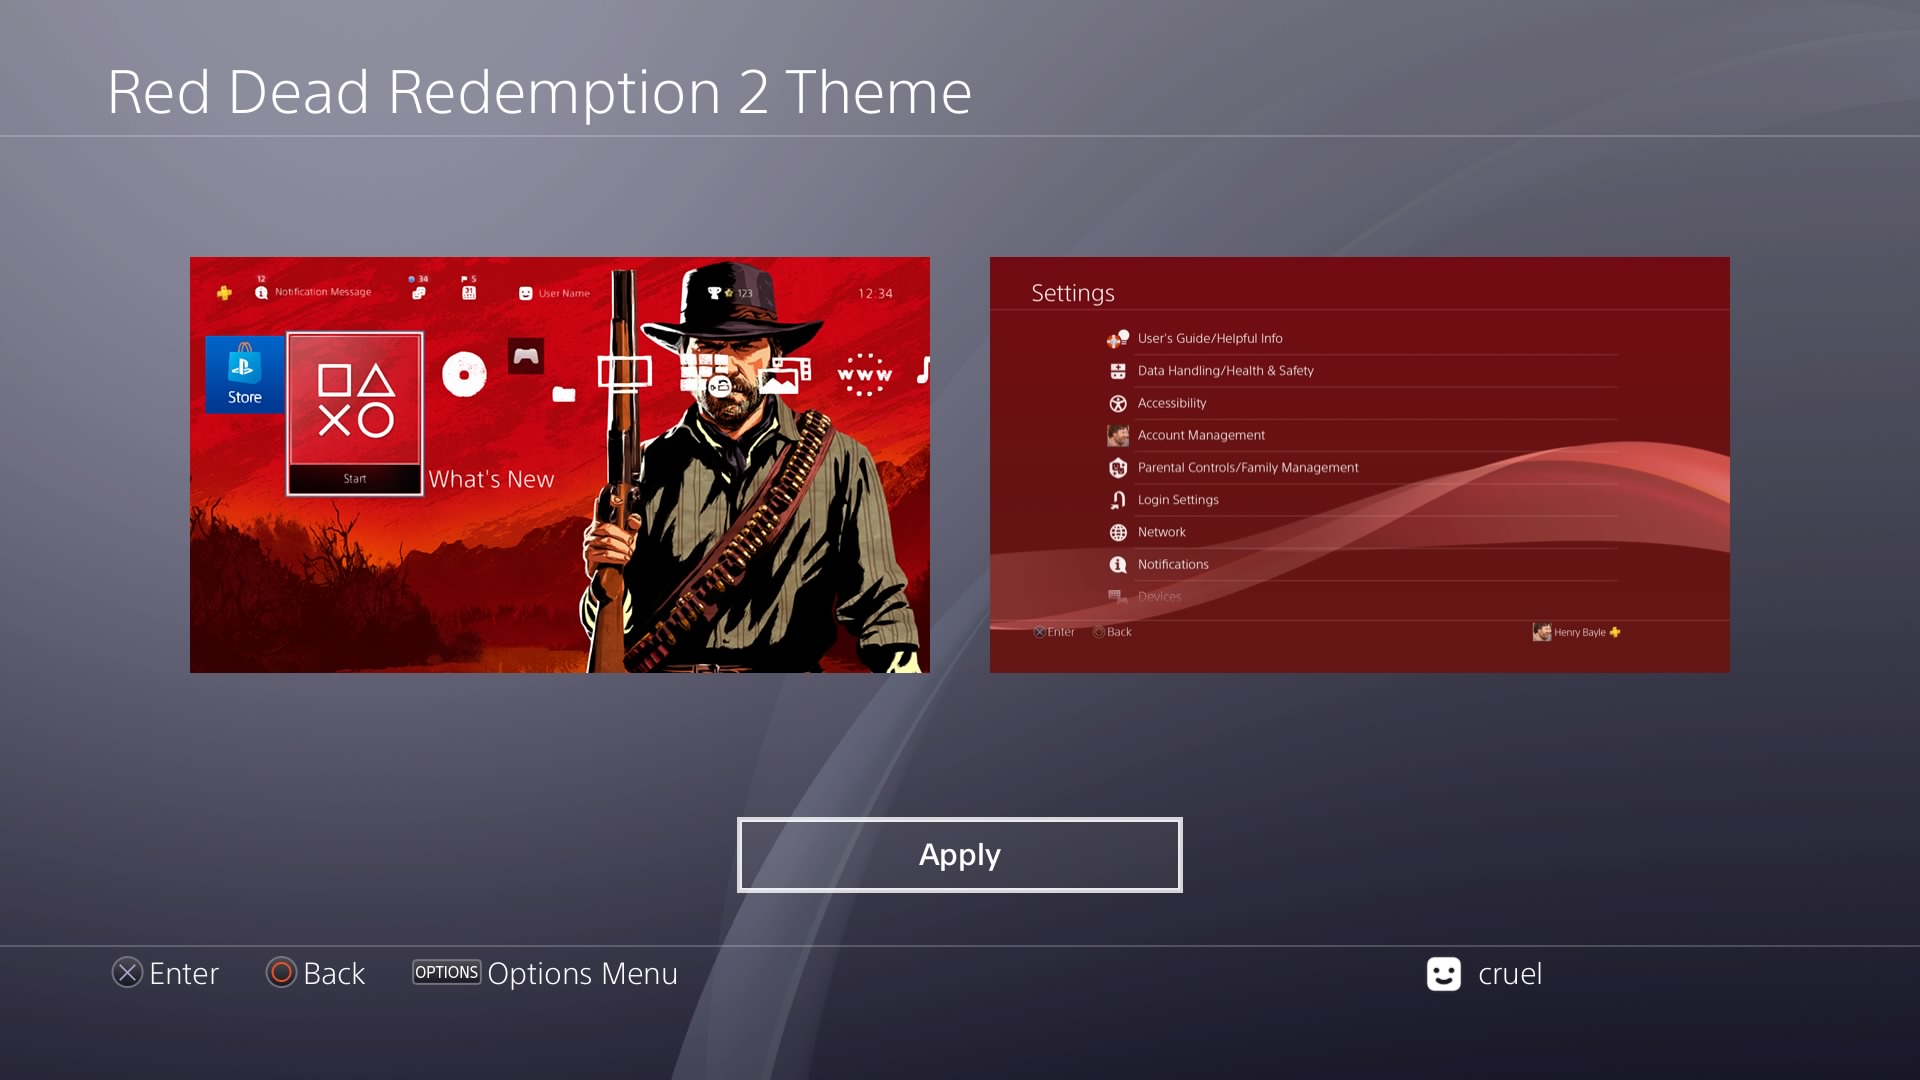 Red Dead Redemption 2 Theme
12
34
5
Notification Message
31
User Name
123
12:34
Store
www
Start
What's New
Settings
User's Guide/Helpful Info
Data Handling/Health & Safety
Accessibility
Account Management
Parental Controls/Family Management
Login Settings
Network
Notifications
Devices
Enter
Back
Henry Bayle
Apply
Enter
Back
OPTIONS Options Menu
cruel